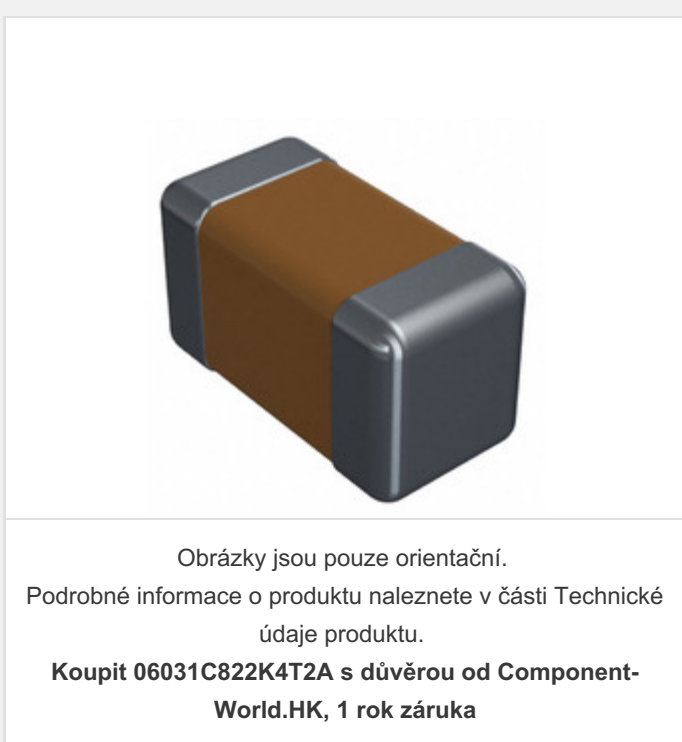 Obrázky jsou pouze orientační.
Podrobné informace o produktu naleznete v části Technické
údaje produktu.
Koupit 06031C822K4T2A s důvěrou od Component-
World.HK, 1 rok záruka